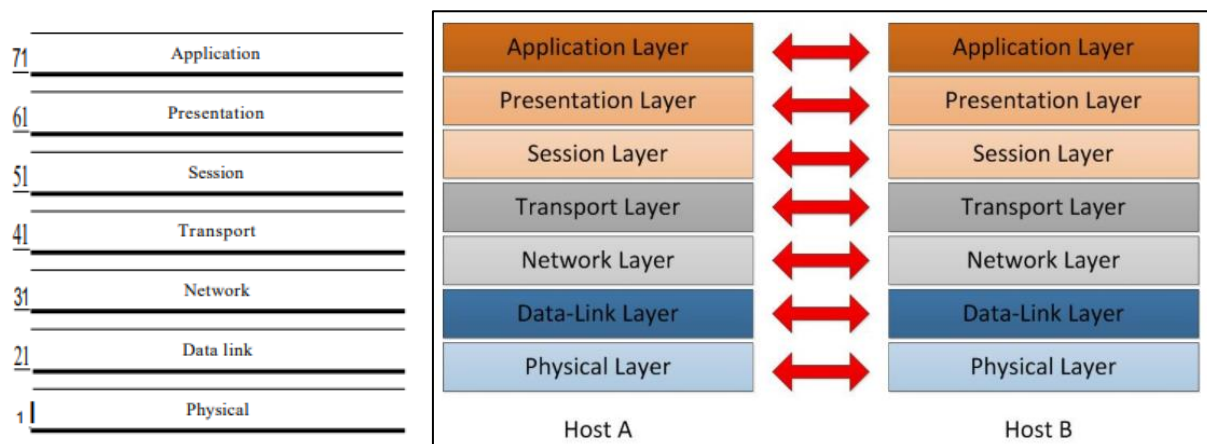 71 Application
61 Presentation
51 Session
41 Transport
31 Network
21 Data link
1 Physical
Application Layer Application Layer
Presentation Layer Presentation Layer
Session Layer Session Layer
Transport Layer Transport Layer
Network Layer Network Layer
Data-Link Layer Data-Link Layer
Physical Layer Physical Layer
Host A Host B